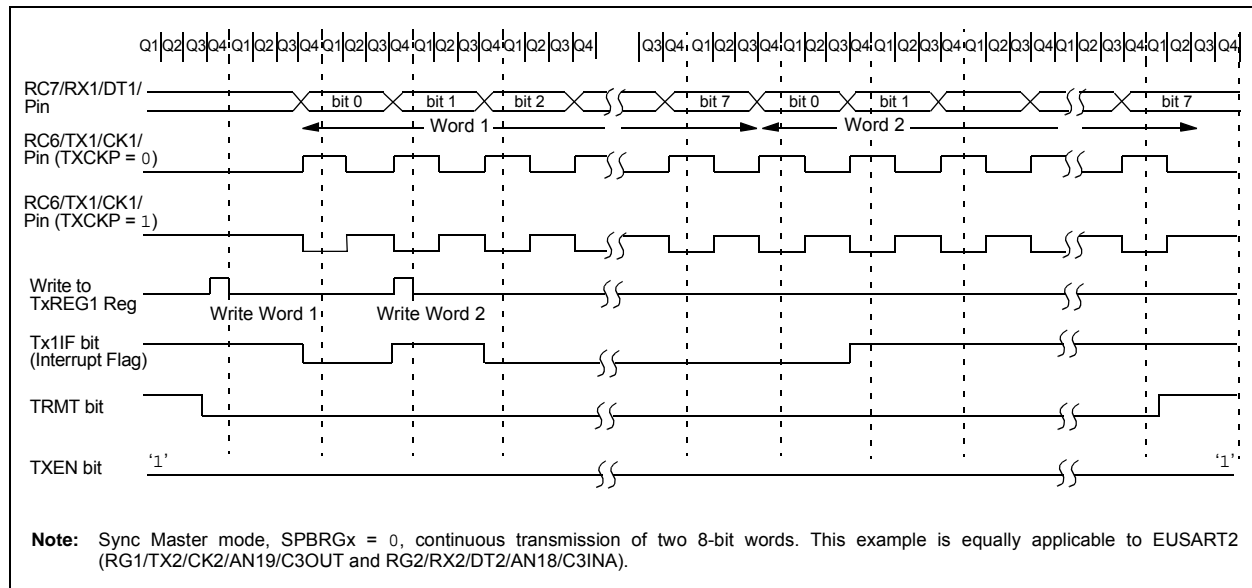 Q1 Q2 Q3 Q4 Q1 Q2 Q3 Q4 Q1 Q2 Q3 Q4 Q1 Q2 Q3 Q4 Q1 Q2 Q3 Q4 Q3 Q4 Q1 Q2 Q3 Q4 Q1 Q2 Q3 Q4 Q1 Q2 Q3 Q4 Q1 Q2 Q3 Q4 Q1 Q2 Q3 Q4 Q1 Q2 Q3 Q4
RC7/RX1/DT1/
Pin
bit 0 bit 1 bit 2 bit 7 bit 0 bit 1 bit 7
Word 1 Word 2
RC6/TX1/CK1/
Pin (TXCKP = 0)
RC6/TX1/CK1/
Pin (TXCKP = 1)
Write to
TxREG1 Reg
Write Word 1 Write Word 2
Tx1IF bit
(Interrupt Flag)
TRMT bit
TXEN bit
‘1’ ‘1’
Note: Sync Master mode, SPBRGx = 0, continuous transmission of two 8-bit words. This example is equally applicable to EUSART2
(RG1/TX2/CK2/AN19/C3OUT and RG2/RX2/DT2/AN18/C3INA).